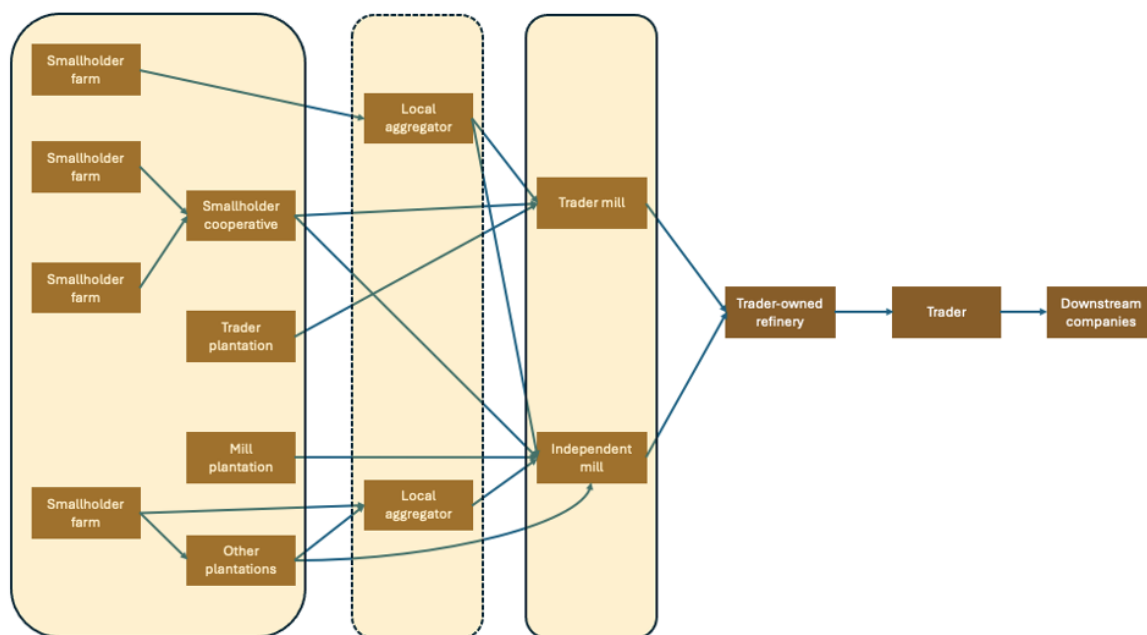 Smallholder
farm
Smallholder
farm
Smallholder
farm
Smallholder
farm
Smallholder
cooperative
Trader
plantation
Mill
plantation
Other
plantations
Local
aggregator
Local
aggregator
Trader mill
Independent
mill
Trader-owned
refinery
Trader
Downstream
companies